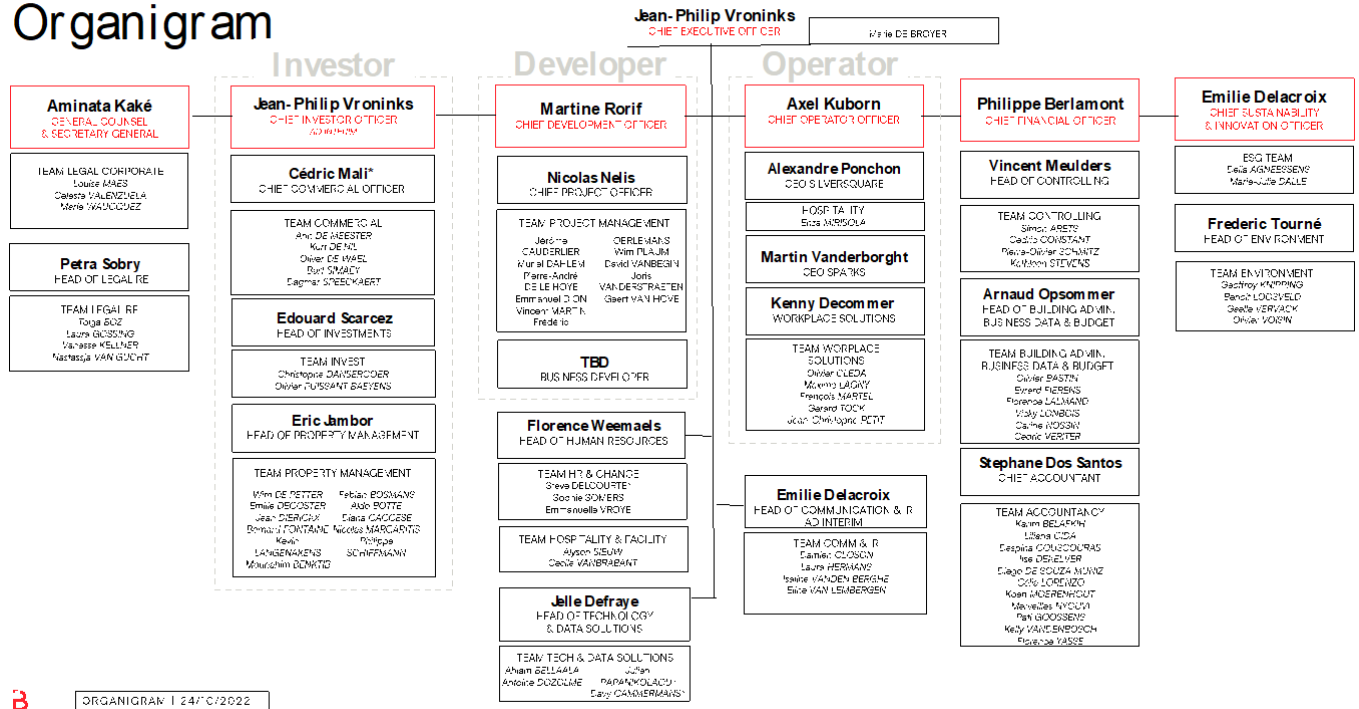 Organigram
Jean-Philip Vroninks
CHIEF EXECUTIVE OFFICER
Marie DE BROYER
Investor
Developer
Operator
Aminata Kaké
GENERAL COUNSEL
& SECRETARY GENERAL
TEAM LEGAL CORPORATE
Louise MAES
Celeste VALENZUELA
Marie WAUCQUEZ
Petra Sobry
HEAD OF LEGAL RE
TEAM LEGAL RE
Tolga BOZ
Laura GOSSING
Vanessa KELLNER
Nastassja VAN GUCHT
Jean-Philip Vroninks
CHIEF INVESTOR OFFICER
AD INTERIM
Cédric Mali*
CHIEF COMMERCIAL OFFICER
TEAM COMMERCIAL
Ann DE MEESTER
Kurt DE NIL
Oliver DE WAEL
Bart SIMAEY
Dagmar SPEECKAERT
Edouard Scarcez
HEAD OF INVESTMENTS
TEAM INVEST
Christophe DANSERCOER
Olivier PUISSANT BAEYENS
Eric Jambor
HEAD OF PROPERTY MANAGEMENT
TEAM PROPERTY MANAGEMENT
Wim DE PETTER
Emilie DECOSTER
Jean DIERICKX
Bernard FONTAINE
Kevin
LANGENAKENS
Mounshim BENKTIB
Fabian BOSMANS
Aldo BOTTE
Diana CACCESE
Nicolas MARGARITIS
Philippe
SCHIFFMANN
Martine Rorif
CHIEF DEVELOPMENT OFFICER
Nicolas Nelis
CHIEF PROJECT OFFICER
TEAM PROJECT MANAGEMENT
Jérôme
CAUDERLIER
Muriel DAHLEM
Pierre-André
DE LE HOYE
Emmanuel DION
Vincent MARTIN
Frédéric
OERLEMANS
Wim PLAUM
David VANBEGIN
Joris
VANDERSTRAETEN
Geert VAN HOVE
TBD
BUSINESS DEVELOPER
Florence Weemaels
HEAD OF HUMAN RESOURCES
TEAM HR & CHANGE
Steve DELCOURTE*
Sophie SOMERS
Emmanuelle VROYE
TEAM HOSPITALITY & FACILITY
Alyson SIEUW
Cecile VANBRABANT
Jelle Defraye
HEAD OF TECHNOLOGY
& DATA SOLUTIONS
TEAM TECH & DATA SOLUTIONS
Ahlam BELLAALA
Antoine DOZOLME
Julien
PAPANIKOLAOU*
Davy CAMMERMANS*
Axel Kuborn
CHIEF OPERATOR OFFICER
Alexandre Ponchon
CEO SILVERSQUARE
HOSPITALITY
Enza MIRISOLA
Martin Vanderborght
CEO SPARKS
Kenny Decommer
WORKPLACE SOLUTIONS
TEAM WORPLACE
SOLUTIONS
Olivier CLEDA
Maxime LAGNY
François MARTEL
Gerard TOCK
Jean-Christophe PETIT
Emilie Delacroix
HEAD OF COMMUNICATION & IR
AD INTERIM
TEAM COMM & IR
Damien CLOSON
Laura HERMANS
Iseline VANDEN BERGHE
Eline VAN LEMBERGEN
Philippe Berlamont
CHIEF FINANCIAL OFFICER
Vincent Meulders
HEAD OF CONTROLLING
TEAM CONTROLLING
Simon ARETS
Cedric CONSTANT
Pierre-Olivier SCHMITZ
Kathleen STEVENS
Arnaud Opsommer
HEAD OF BUILDING ADMIN.
BUSINESS DATA & BUDGET
TEAM BUILDING ADMIN.
BUSINESS DATA & BUDGET
Olivier BASTIN
Evrard FIERENS
Florence LALMAND
Vicky LONBOIS
Carine NOSSIN
Cedric VERITER
Stephane Dos Santos
CHIEF ACCOUNTANT
TEAM ACCOUNTANCY
Karim BELAFKIH
Liliana CIDA
Despina COUSCOURAS
Ilse DEKELVER
Diego DE SOUZA MUNIZ
Célia LORENZO
Koen MOERENHOUT
Merveilles NYOUVI
Pati GOOSSENS
Kelly VANDENBOSCH
Florence YASSE
Emilie Delacroix
CHIEF SUSTAINABILITY
& INNOVATION OFFICER
ESG TEAM
Delia AGNEESSENS
Marie-Julie DALLE
Frederic Tourné
HEAD OF ENVIRONMENT
TEAM ENVIRONMENT
Geoffroy KNIPPING
Benoit LOOSVELD
Gaelle VERVACK
Olivier VOISIN
B
ORGANIGRAM | 24/10/2022